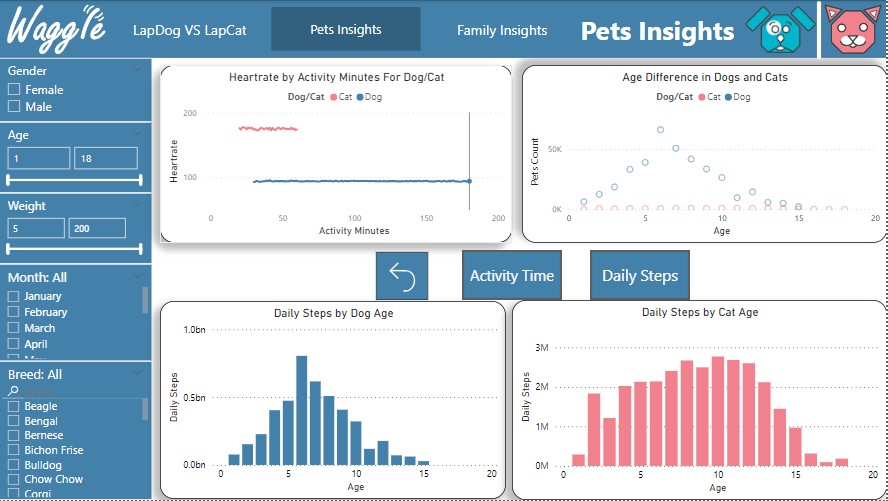 Waggle
LapDog VS LapCat
Pets Insights
Family Insights
Pets Insights
Gender
Female
Male
Age
1
18
Weight
5
200
Month: All
January
February
March
April
Breed: All
Beagle
Bengal
Bernese
Bichon Frise
Bulldog
Chow Chow
Corgi
Heartrate by Activity Minutes For Dog/Cat
Dog/Cat Cat Dog
Heartrate
200
100
0 50 100 150 200
Activity Minutes
Age Difference in Dogs and Cats
Dog/Cat Cat Dog
Pets Count
50K
0K
0 5 10 15 20
Age
Activity Time
Daily Steps
Daily Steps by Dog Age
Daily Steps
1.0bn
0.5bn
0.0bn
0 5 10 15 20
Age
Daily Steps by Cat Age
Daily Steps
3M
2M
1M
0M
0 5 10 15 20
Age